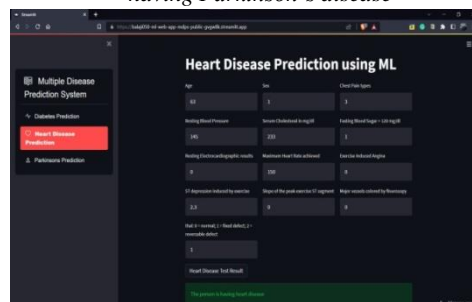 having Parkinson's disease
Streamlit
Multiple Disease
Prediction System
Diabetes Prediction
Heart Disease
Prediction
Parkinsons Prediction
Heart Disease Prediction using ML
Age
Sex
Chest Pain types
63
1
3
Resting Blood Pressure
Serum Cholestoral in mg/dl
Fasting Blood Sugar > 120 mg/dl
145
233
1
Resting Electrocardiographic results
Maximum Heart Rate achieved
Exercise Induced Angina
0
150
0
ST depression induced by exercise
Slope of the peak exercise ST segment
Major vessels colored by flourosopy
2.3
0
0
thal: 0 = normal; 1 = fixed defect; 2 =
reversable defect
1
Heart Disease Test Result
The person is having heart disease